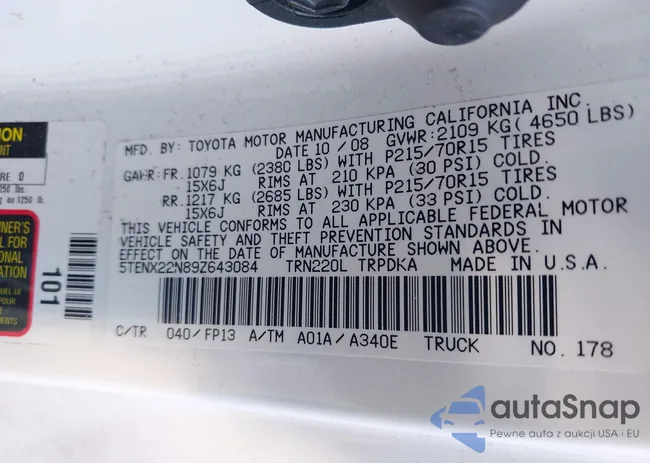 MFD. BY: TOYOTA MOTOR MANUFACTURING CALIFORNIA INC.
DATE 10 / 08 GVWR: 2109 KG( 4650 LBS)
GAWR: FR. 1079 KG (2380 LBS) WITH P215/70R15 TIRES
15X6J RIMS AT 210 KPA (30 PSI) COLD.
RR. 1217 KG (2685 LBS) WITH P215/70R15 TIRES
15X6J RIMS AT 230 KPA (33 PSI) COLD.
THIS VEHICLE CONFORMS TO ALL APPLICABLE FEDERAL MOTOR
VEHICLE SAFETY AND THEFT PREVENTION STANDARDS IN
EFFECT ON DATE OF MANUFACTURE SHOWN ABOVE.
5TENX22N89Z643084 TRN220L TRPDKA MADE IN U.S.A.
C/TR 040/FP13 A/TM A01A/A340E TRUCK NO. 178
101
autaSnap
Pewne auta z aukcji USA i EU